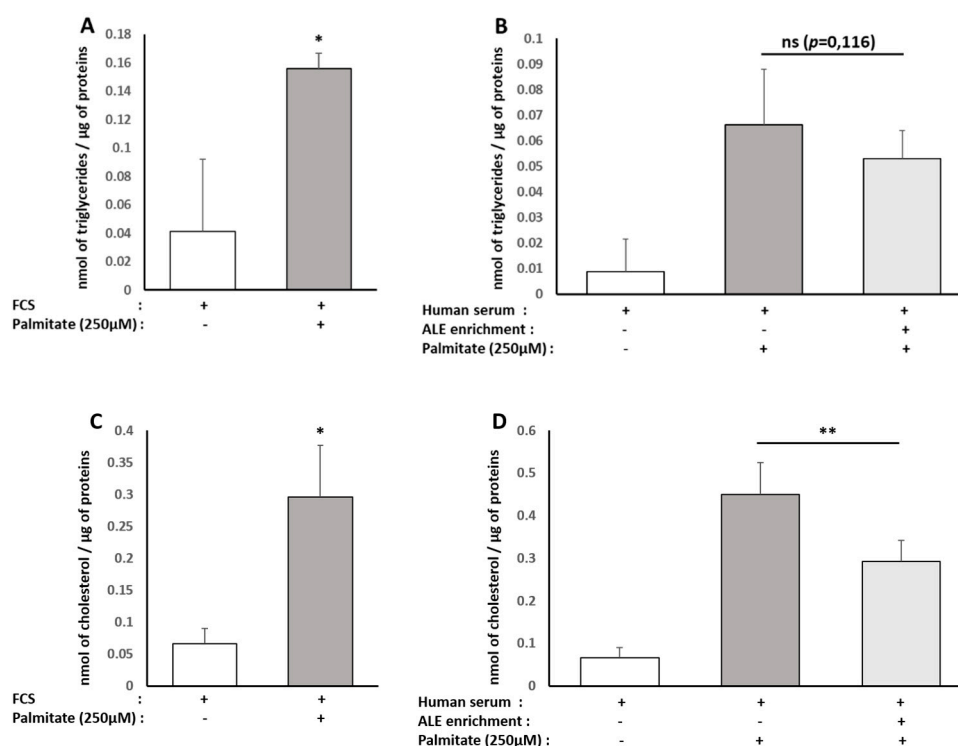 A
*
nmol of triglycerides / µg of proteins
0.18
0.16
0.14
0.12
0.1
0.08
0.06
0.04
0.02
0
FCS : + +
Palmitate (250µM) : - +
B
ns (p=0,116)
nmol of triglycerides / µg of proteins
0.1
0.09
0.08
0.07
0.06
0.05
0.04
0.03
0.02
0.01
0
Human serum : + + +
ALE enrichment : - - +
Palmitate (250µM) : - + +
C
*
nmol of cholesterol / µg of proteins
0.4
0.35
0.3
0.25
0.2
0.15
0.1
0.05
0
FCS : + +
Palmitate (250µM) : - +
D
**
nmol of cholesterol / µg of proteins
0.6
0.5
0.4
0.3
0.2
0.1
0
Human serum : + + +
ALE enrichment : - - +
Palmitate (250µM) : - + +